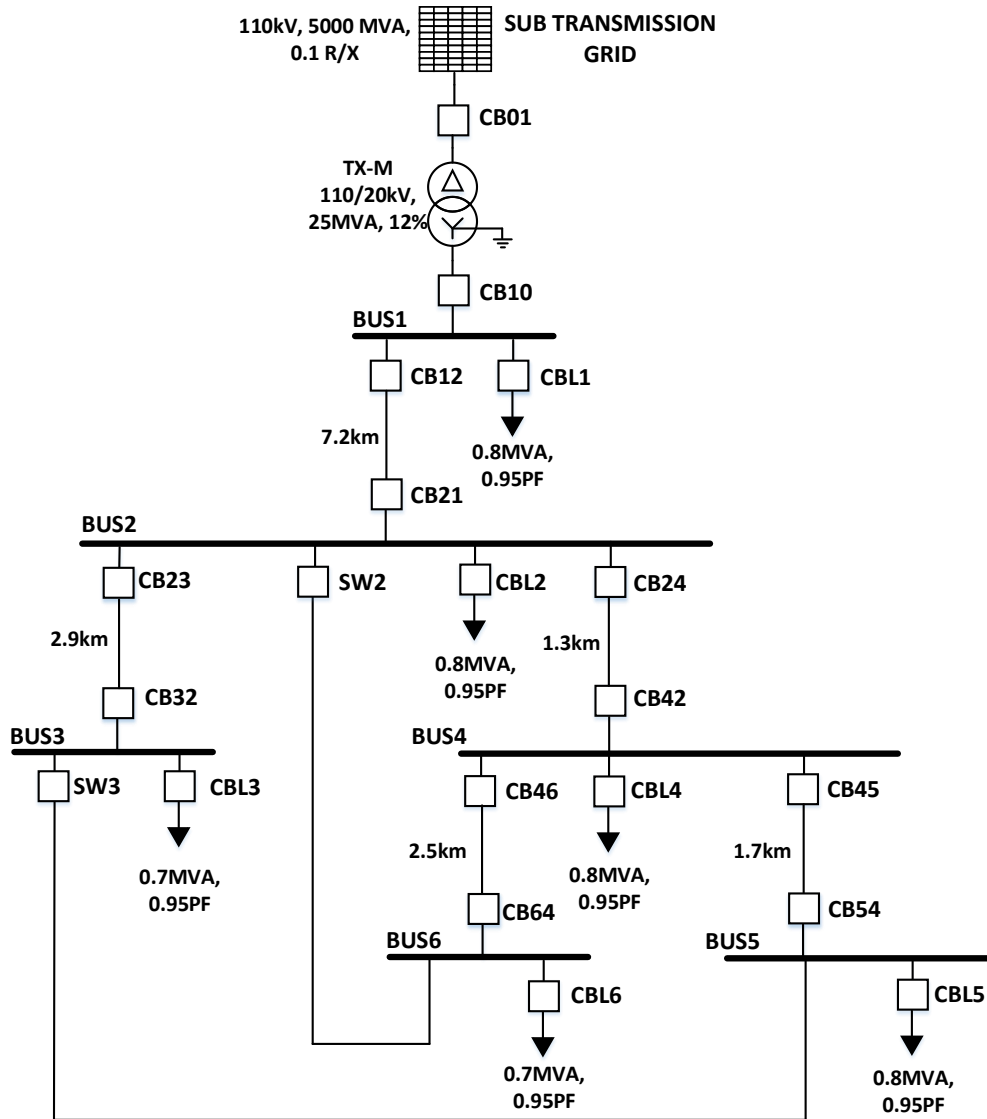 110kV, 5000 MVA,
0.1 R/X
SUB TRANSMISSION
GRID
CB01
TX-M
110/20kV,
25MVA, 12%
CB10
BUS1
CB12
CBL1
7.2km
0.8MVA,
0.95PF
CB21
BUS2
CB23
SW2
CBL2
CB24
2.9km
0.8MVA,
0.95PF
1.3km
CB32
CB42
BUS3
BUS4
SW3
CBL3
CB46
CBL4
CB45
0.7MVA,
0.95PF
2.5km
0.8MVA,
0.95PF
1.7km
CB64
CB54
BUS6
BUS5
CBL6
CBL5
0.7MVA,
0.95PF
0.8MVA,
0.95PF